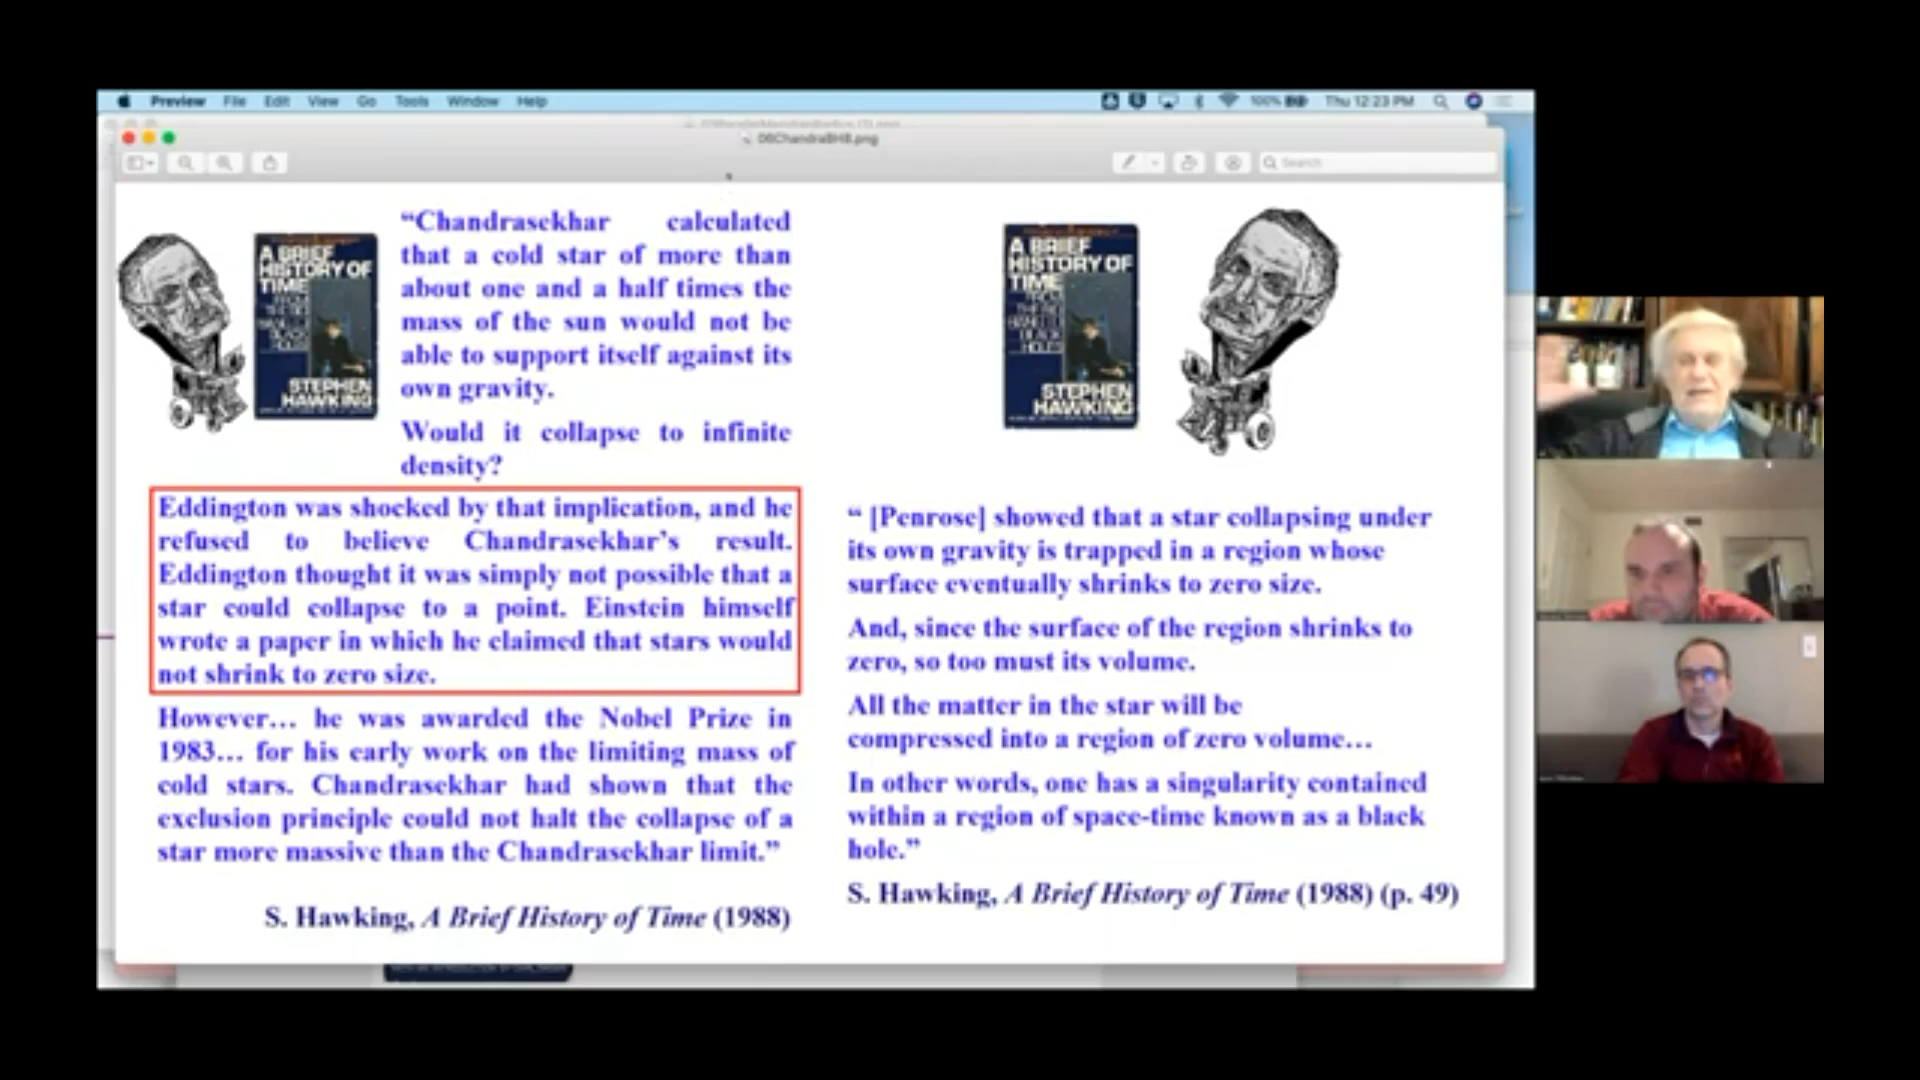 Preview File Edit View Go Tools Window Help
100% Thu 12:23 PM
06ChandraBH8.png
Search
A BRIEF
HISTORY OF
TIME
STEPHEN
HAWKING
“Chandrasekhar calculated
that a cold star of more than
about one and a half times the
mass of the sun would not be
able to support itself against its
own gravity.
Would it collapse to infinite
density?
Eddington was shocked by that implication, and he
refused to believe Chandrasekhar’s result.
Eddington thought it was simply not possible that a
star could collapse to a point. Einstein himself
wrote a paper in which he claimed that stars would
not shrink to zero size.
However… he was awarded the Nobel Prize in
1983… for his early work on the limiting mass of
cold stars. Chandrasekhar had shown that the
exclusion principle could not halt the collapse of a
star more massive than the Chandrasekhar limit.”
S. Hawking, A Brief History of Time (1988)
A BRIEF
HISTORY OF
TIME
STEPHEN
HAWKING
“ [Penrose] showed that a star collapsing under
its own gravity is trapped in a region whose
surface eventually shrinks to zero size.
And, since the surface of the region shrinks to
zero, so too must its volume.
All the matter in the star will be
compressed into a region of zero volume…
In other words, one has a singularity contained
within a region of space-time known as a black
hole.”
S. Hawking, A Brief History of Time (1988) (p. 49)